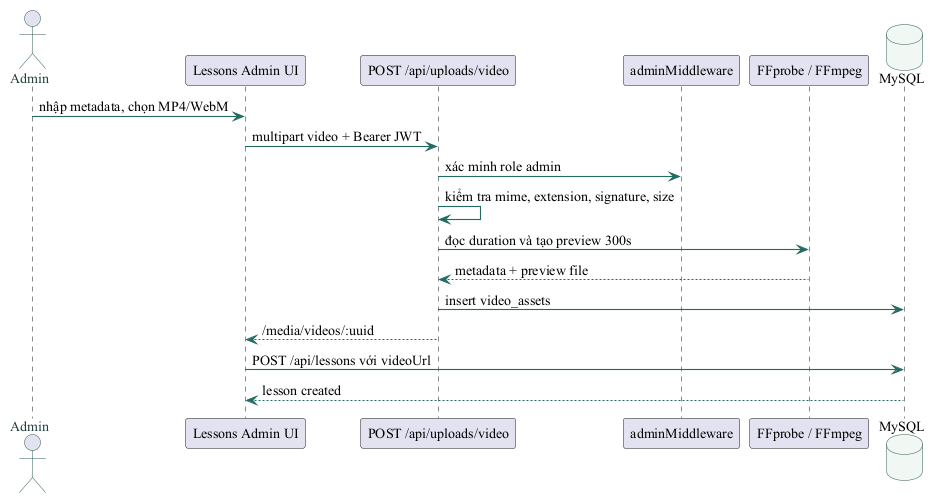 Admin
Lessons Admin UI
POST /api/uploads/video
adminMiddleware
FFprobe / FFmpeg
MySQL
nhập metadata, chọn MP4/WebM
multipart video + Bearer JWT
xác minh role admin
kiểm tra mime, extension, signature, size
đọc duration và tạo preview 300s
metadata + preview file
insert video_assets
/media/videos/:uuid
POST /api/lessons với videoUrl
lesson created
Admin
Lessons Admin UI
POST /api/uploads/video
adminMiddleware
FFprobe / FFmpeg
MySQL